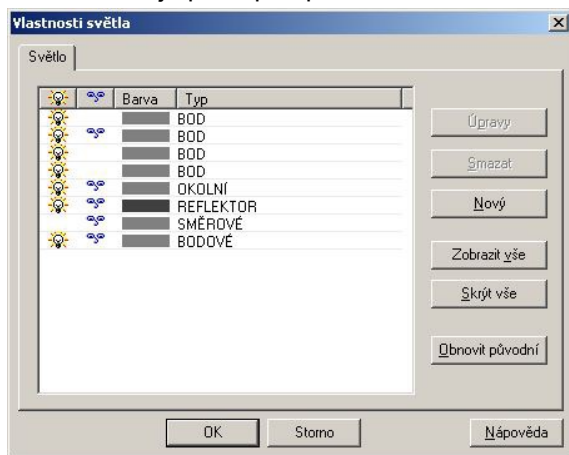 Vlastnosti světla
Světlo
Barva Typ
BOD
BOD
BOD
BOD
OKOLNÍ
REFLEKTOR
SMĚROVÉ
BODOVÉ
Úpravy
Smazat
Nový
Zobrazit vše
Skrýt vše
Obnovit původní
OK
Storno
Nápověda